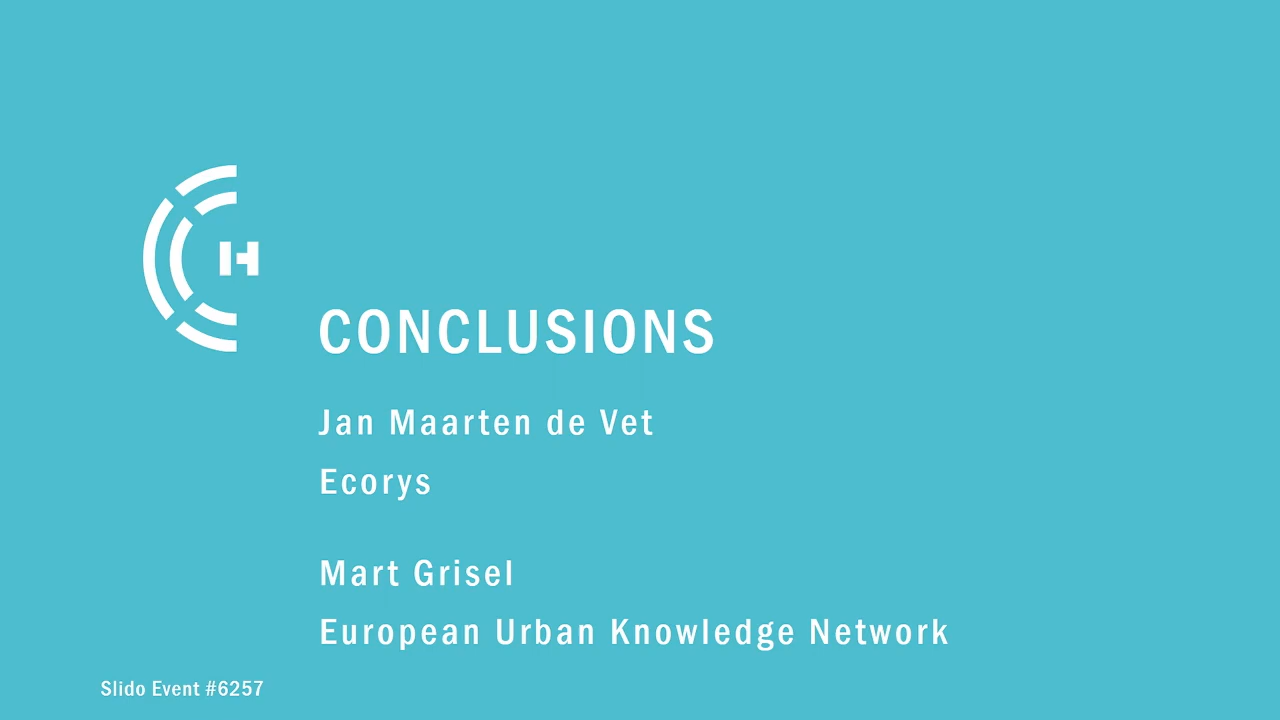 CONCLUSIONS
Jan Maarten de Vet
Ecorys
Mart Grisel
European Urban Knowledge Network
Slido Event #6257